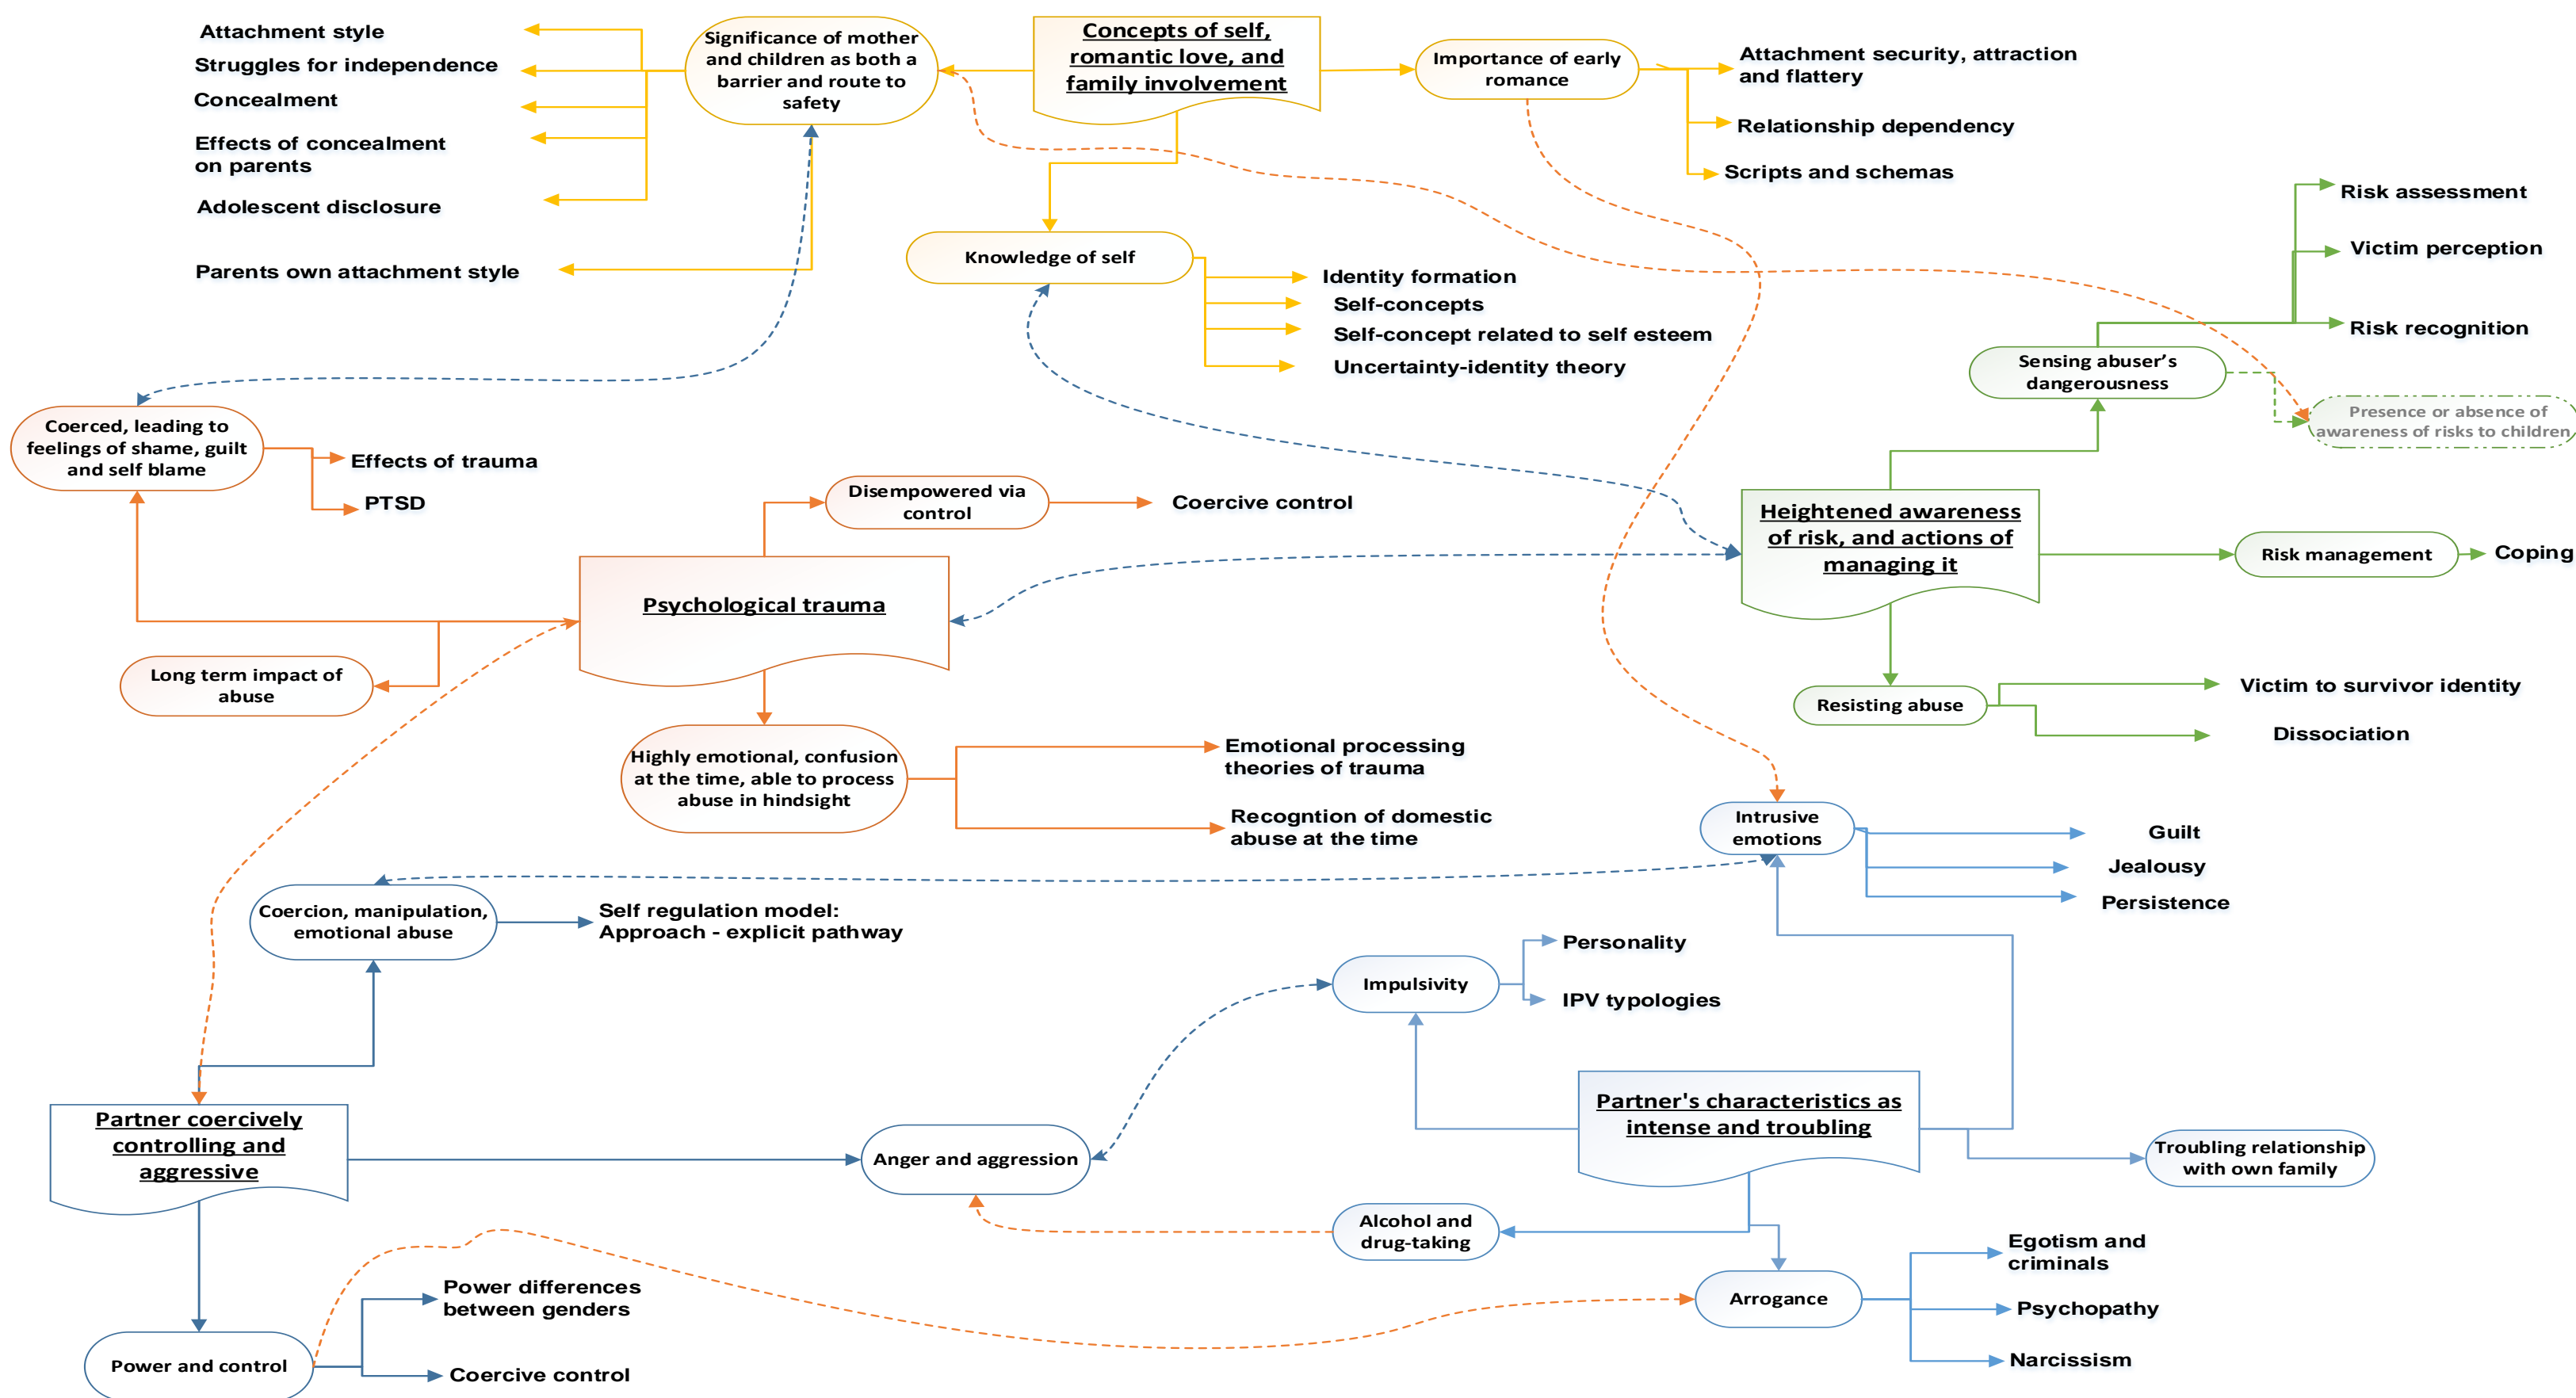 Attachment style
Struggles for independence
Concealment
Effects of concealment
on parents
Adolescent disclosure
Parents own attachment style
Significance of mother
and children as both a
barrier and route to
safety
Concepts of self,
romantic love, and
family involvement
Importance of early
romance
Attachment security, attraction
and flattery
Relationship dependency
Scripts and schemas
Knowledge of self
Identity formation
Self-concepts
Self-concept related to self esteem
Uncertainty-identity theory
Risk assessment
Victim perception
Risk recognition
Sensing abuser’s
dangerousness
Presence or absence of
awareness of risks to children
Coerced, leading to
feelings of shame, guilt
and self blame
Effects of trauma
PTSD
Disempowered via
control
Coercive control
Heightened awareness
of risk, and actions of
managing it
Risk management
Coping
Psychological trauma
Long term impact of
abuse
Resisting abuse
Victim to survivor identity
Dissociation
Highly emotional, confusion
at the time, able to process
abuse in hindsight
Emotional processing
theories of trauma
Recogntion of domestic
abuse at the time
Intrusive
emotions
Guilt
Jealousy
Persistence
Coercion, manipulation,
emotional abuse
Self regulation model:
Approach - explicit pathway
Impulsivity
Personality
IPV typologies
Partner coercively
controlling and
aggressive
Anger and aggression
Partner's characteristics as
intense and troubling
Troubling relationship
with own family
Alcohol and
drug-taking
Arrogance
Egotism and
criminals
Psychopathy
Narcissism
Power and control
Power differences
between genders
Coercive control